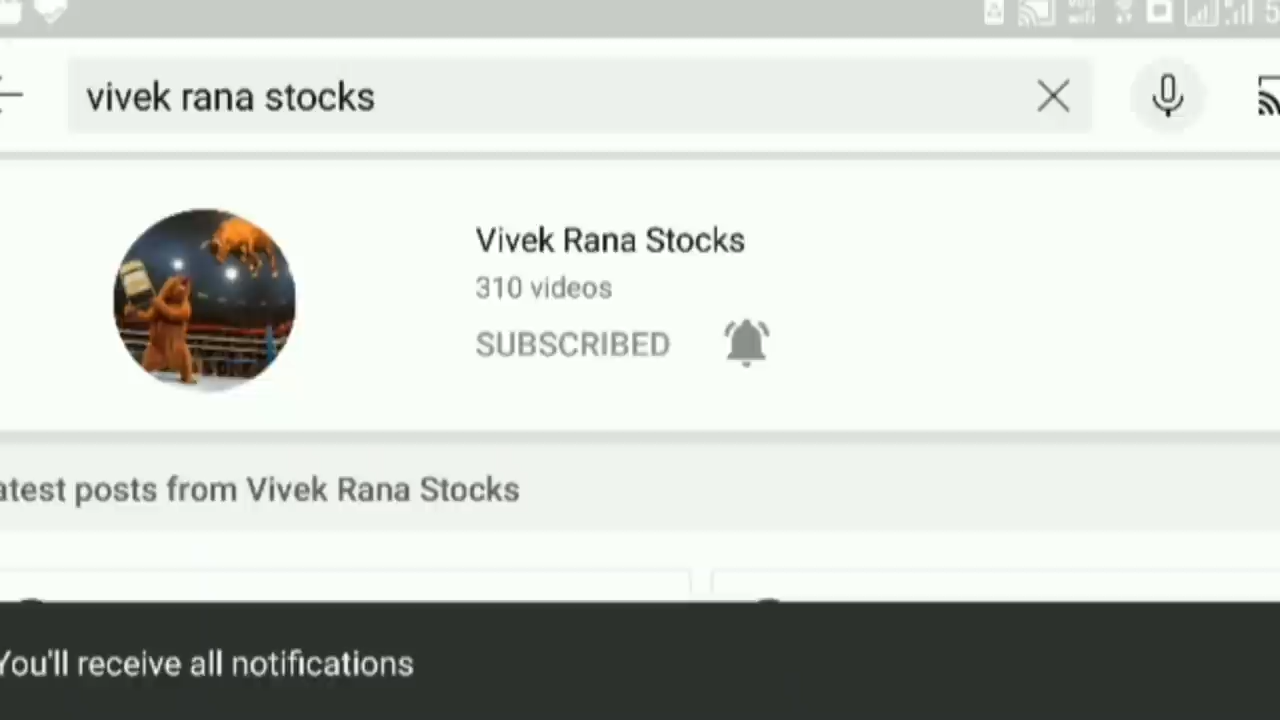 vivek rana stocks
Vivek Rana Stocks
310 videos
SUBSCRIBED
atest posts from Vivek Rana Stocks
You'll receive all notifications